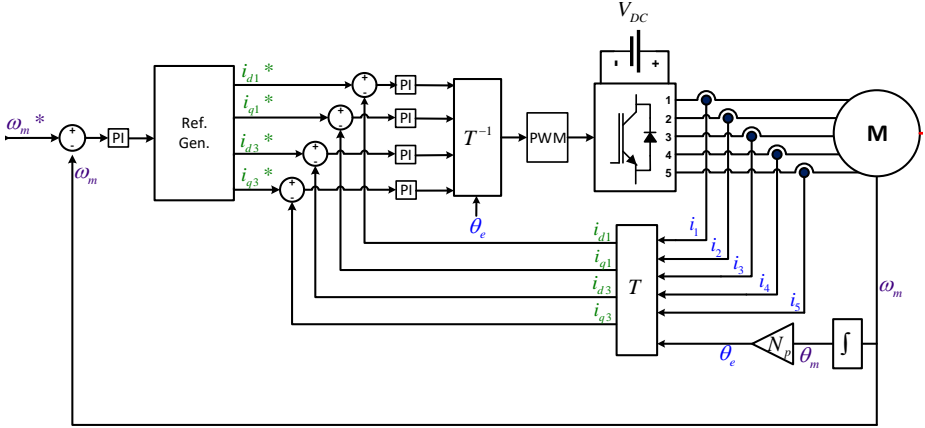 V_DC
- +
i_d1 *
i_q1 *
i_d3 *
i_q3 *
ω_m *
+
-
ω_m
PI
Ref.
Gen.
+
-
+
-
+
-
+
-
PI
PI
PI
PI
T⁻¹
θ_e
PWM
1
2
3
4
5
M
i_1
i_2
i_3
i_4
i_5
i_d1
i_q1
i_d3
i_q3
T
ω_m
θ_e
N_p
θ_m
∫